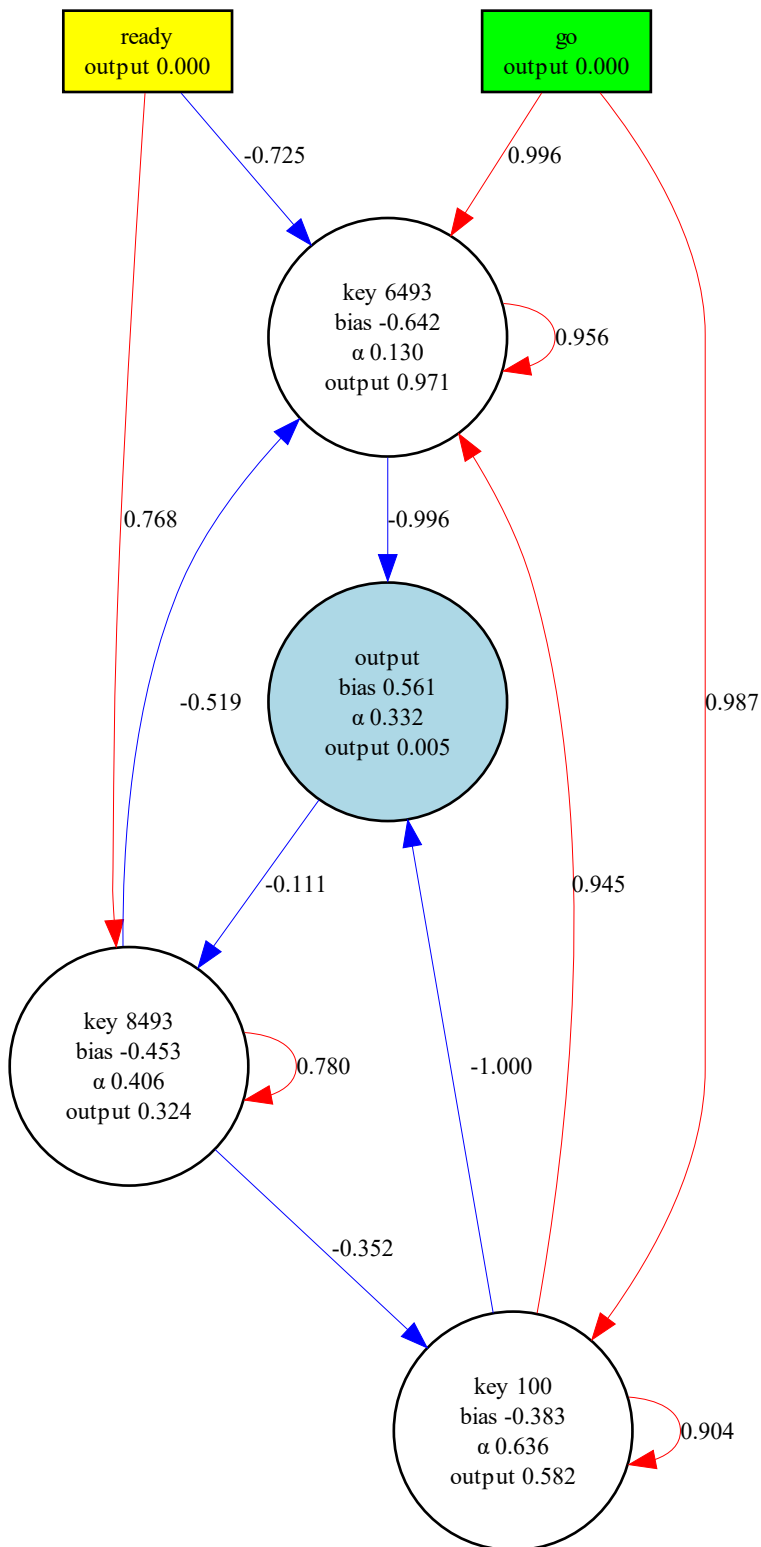 ready
output 0.000
go
output 0.000
-0.725
0.996
key 6493
bias -0.642
α 0.130
output 0.971
0.956
0.768
-0.996
-0.519
output
bias 0.561
α 0.332
output 0.005
0.987
-0.111
0.945
key 8493
bias -0.453
α 0.406
output 0.324
0.780
-1.000
-0.352
key 100
bias -0.383
α 0.636
output 0.582
0.904